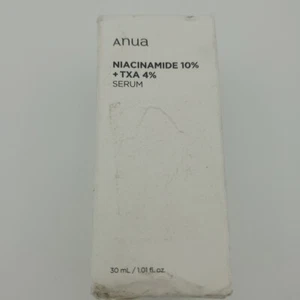 Anua
NIACINAMIDE 10%
+ TXA 4%
SERUM
30 mL / 1.01 fl. oz.